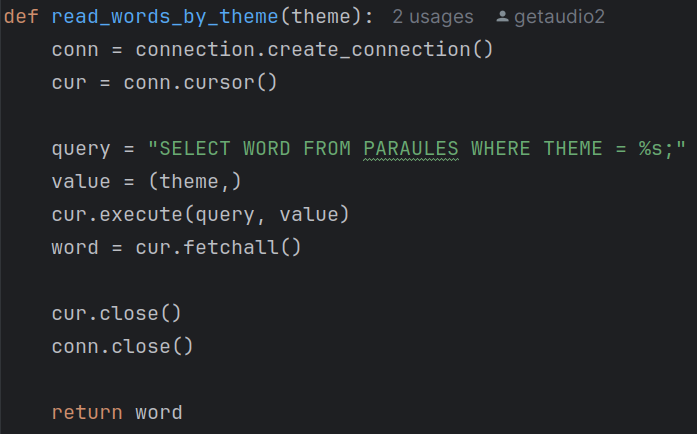 def read_words_by_theme(theme): 2 usages getaudio2
    conn = connection.create_connection()
    cur = conn.cursor()

    query = "SELECT WORD FROM PARAULES WHERE THEME = %s;"
    value = (theme,)
    cur.execute(query, value)
    word = cur.fetchall()

    cur.close()
    conn.close()

    return word